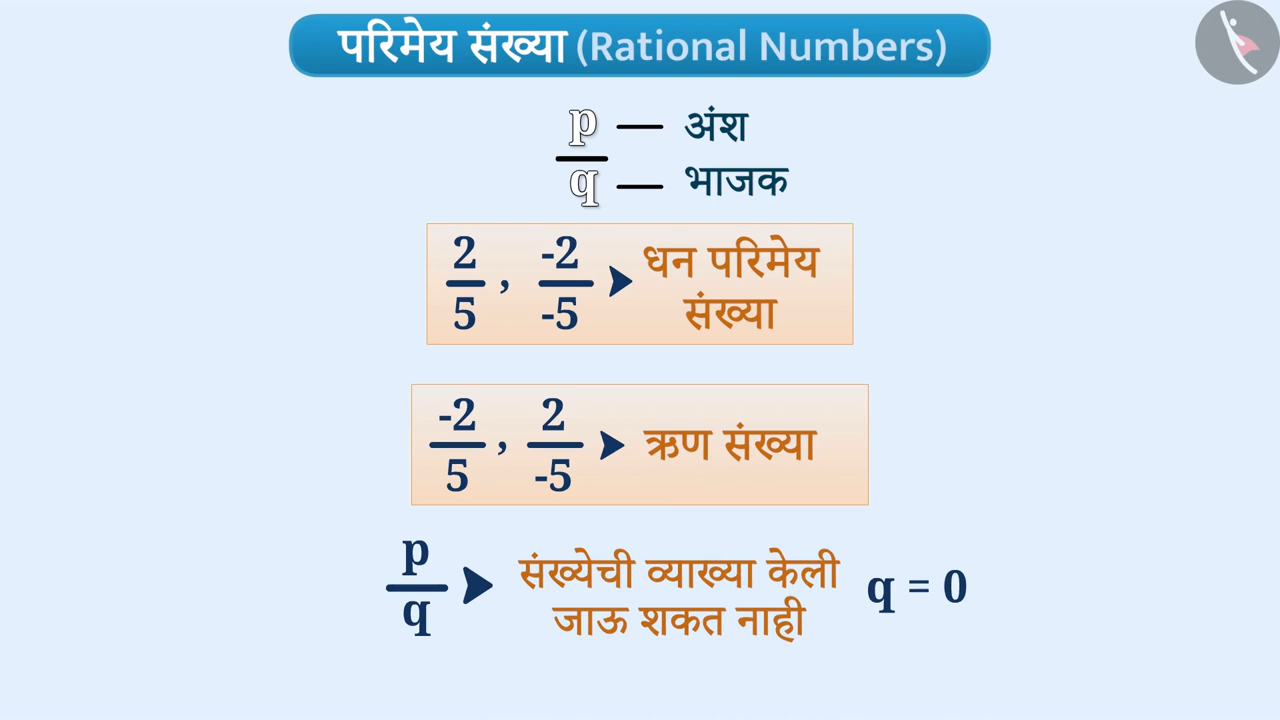 परिमेय संख्या (Rational Numbers)
p — अंश
q — भाजक
2/5 , -2/-5 ➤ धन परिमेय
संख्या
-2/5 , 2/-5 ➤ ऋण संख्या
p/q ➤ संख्येची व्याख्या केली
जाऊ शकत नाही q = 0